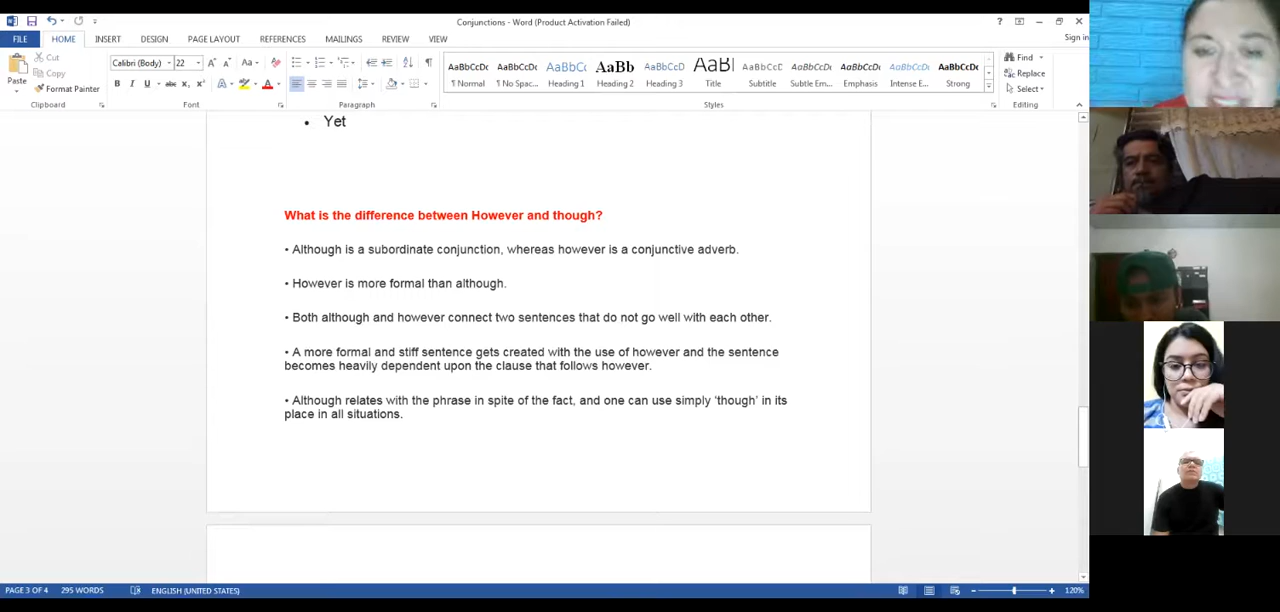 Conjunctions - Word (Product Activation Failed)
Sign in
FILE HOME INSERT DESIGN PAGE LAYOUT REFERENCES MAILINGS REVIEW VIEW
Paste
Cut
Copy
Format Painter
Clipboard
Calibri (Body) 22
Font
Paragraph
AaBbCcDc AaBbCcDc AaBbCc AaBb AaBbCcD AaB AaBbCcD AaBbCcDc AaBbCcDc AaBbCcDc AaBbCcDc
¶ Normal ¶ No Spac... Heading 1 Heading 2 Heading 3 Title Subtitle Subtle Em... Emphasis Intense E... Strong
Styles
Find
Replace
Select
Editing
• Yet
What is the difference between However and though?
• Although is a subordinate conjunction, whereas however is a conjunctive adverb.
• However is more formal than although.
• Both although and however connect two sentences that do not go well with each other.
• A more formal and stiff sentence gets created with the use of however and the sentence
becomes heavily dependent upon the clause that follows however.
• Although relates with the phrase in spite of the fact, and one can use simply ‘though’ in its
place in all situations.
PAGE 3 OF 4 295 WORDS ENGLISH (UNITED STATES) 120%